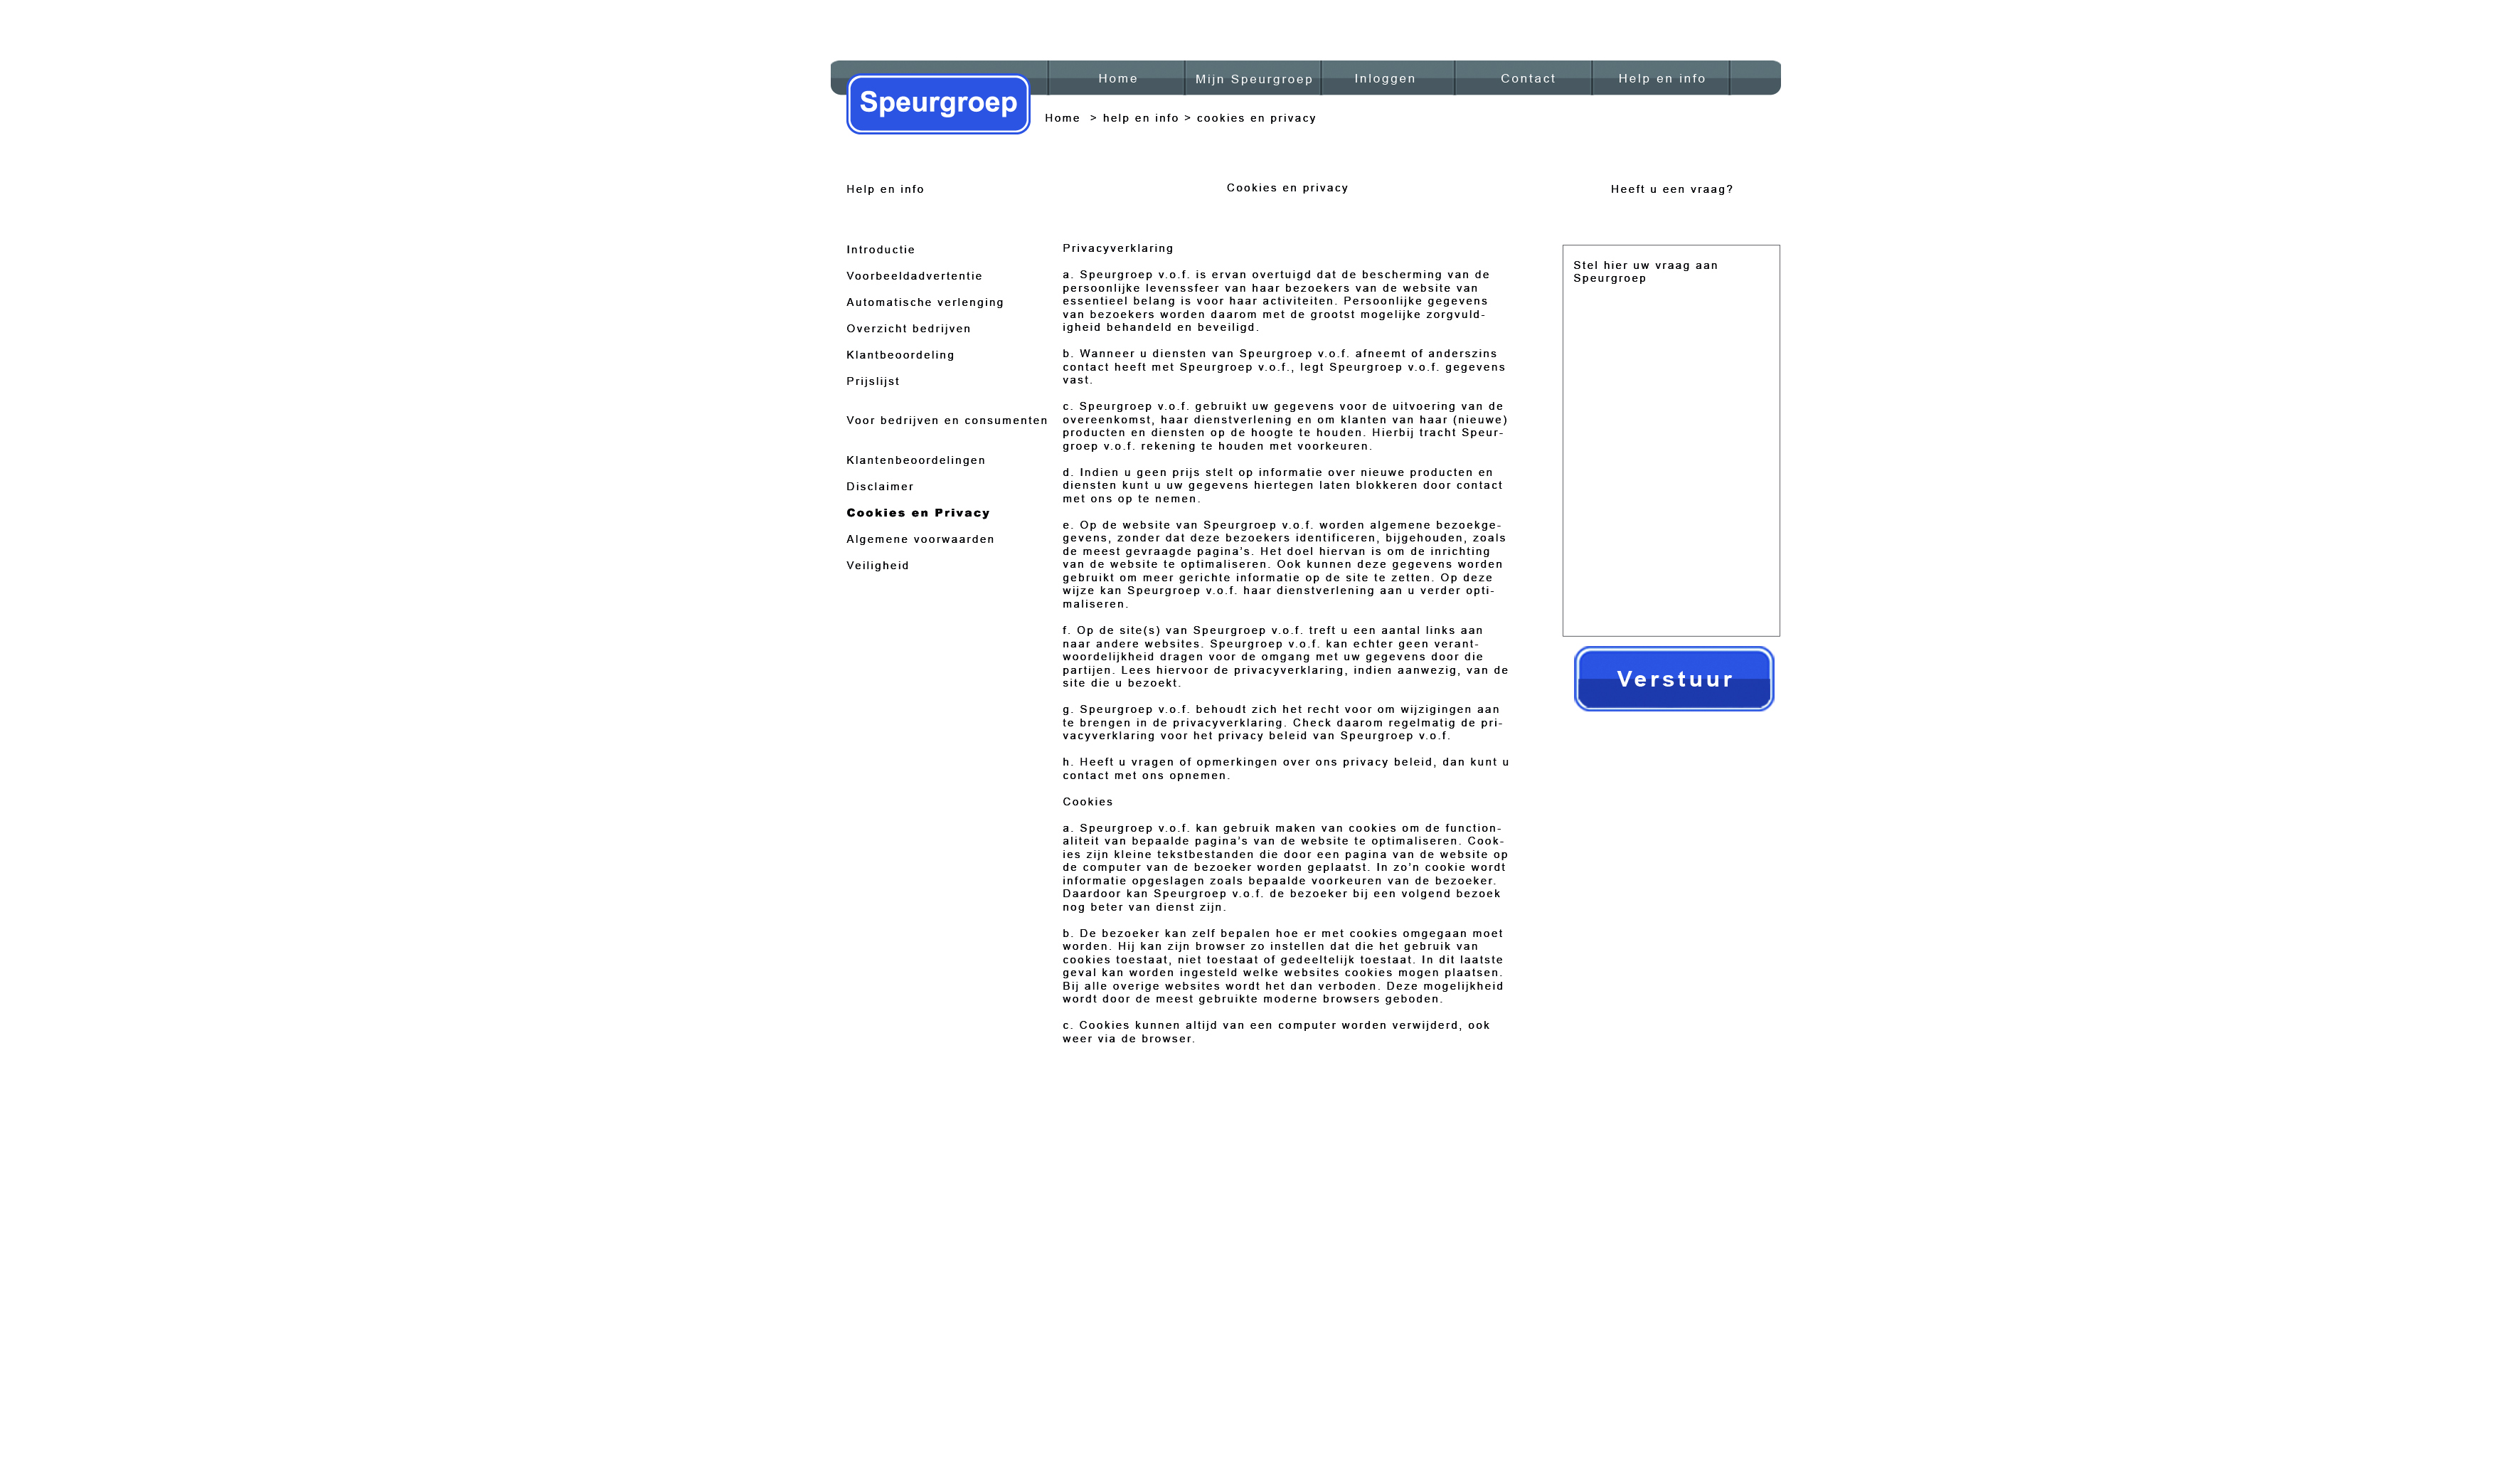 Speurgroep
Home
Mijn Speurgroep
Inloggen
Contact
Help en info
Home > help en info > cookies en privacy
Help en info
Introductie
Voorbeeldadvertentie
Automatische verlenging
Overzicht bedrijven
Klantbeoordeling
Prijslijst
Voor bedrijven en consumenten
Klantenbeoordelingen
Disclaimer
Cookies en Privacy
Algemene voorwaarden
Veiligheid
Cookies en privacy
Privacyverklaring
a. Speurgroep v.o.f. is ervan overtuigd dat de bescherming van de
persoonlijke levenssfeer van haar bezoekers van de website van
essentieel belang is voor haar activiteiten. Persoonlijke gegevens
van bezoekers worden daarom met de grootst mogelijke zorgvuld-
igheid behandeld en beveiligd.
b. Wanneer u diensten van Speurgroep v.o.f. afneemt of anderszins
contact heeft met Speurgroep v.o.f., legt Speurgroep v.o.f. gegevens
vast.
c. Speurgroep v.o.f. gebruikt uw gegevens voor de uitvoering van de
overeenkomst, haar dienstverlening en om klanten van haar (nieuwe)
producten en diensten op de hoogte te houden. Hierbij tracht Speur-
groep v.o.f. rekening te houden met voorkeuren.
d. Indien u geen prijs stelt op informatie over nieuwe producten en
diensten kunt u uw gegevens hiertegen laten blokkeren door contact
met ons op te nemen.
e. Op de website van Speurgroep v.o.f. worden algemene bezoekge-
gevens, zonder dat deze bezoekers identificeren, bijgehouden, zoals
de meest gevraagde pagina’s. Het doel hiervan is om de inrichting
van de website te optimaliseren. Ook kunnen deze gegevens worden
gebruikt om meer gerichte informatie op de site te zetten. Op deze
wijze kan Speurgroep v.o.f. haar dienstverlening aan u verder opti-
maliseren.
f. Op de site(s) van Speurgroep v.o.f. treft u een aantal links aan
naar andere websites. Speurgroep v.o.f. kan echter geen verant-
woordelijkheid dragen voor de omgang met uw gegevens door die
partijen. Lees hiervoor de privacyverklaring, indien aanwezig, van de
site die u bezoekt.
g. Speurgroep v.o.f. behoudt zich het recht voor om wijzigingen aan
te brengen in de privacyverklaring. Check daarom regelmatig de pri-
vacyverklaring voor het privacy beleid van Speurgroep v.o.f.
h. Heeft u vragen of opmerkingen over ons privacy beleid, dan kunt u
contact met ons opnemen.
Cookies
a. Speurgroep v.o.f. kan gebruik maken van cookies om de function-
aliteit van bepaalde pagina’s van de website te optimaliseren. Cook-
ies zijn kleine tekstbestanden die door een pagina van de website op
de computer van de bezoeker worden geplaatst. In zo’n cookie wordt
informatie opgeslagen zoals bepaalde voorkeuren van de bezoeker.
Daardoor kan Speurgroep v.o.f. de bezoeker bij een volgend bezoek
nog beter van dienst zijn.
b. De bezoeker kan zelf bepalen hoe er met cookies omgegaan moet
worden. Hij kan zijn browser zo instellen dat die het gebruik van
cookies toestaat, niet toestaat of gedeeltelijk toestaat. In dit laatste
geval kan worden ingesteld welke websites cookies mogen plaatsen.
Bij alle overige websites wordt het dan verboden. Deze mogelijkheid
wordt door de meest gebruikte moderne browsers geboden.
c. Cookies kunnen altijd van een computer worden verwijderd, ook
weer via de browser.
Heeft u een vraag?
Stel hier uw vraag aan
Speurgroep
Verstuur